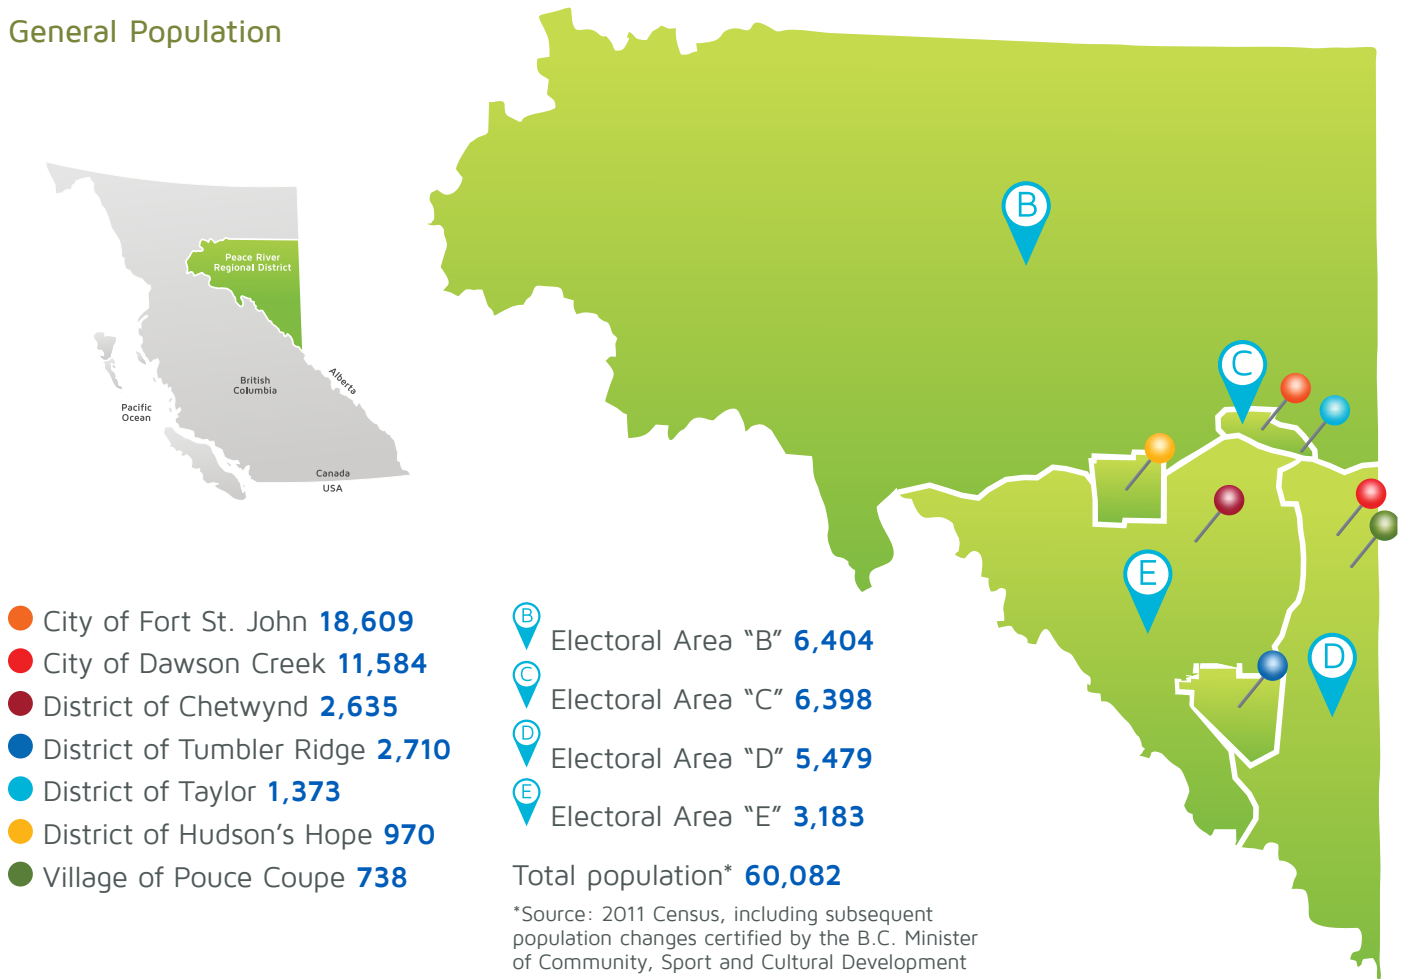 General Population
Peace River
Regional District
British
Columbia
Alberta
Pacific
Ocean
Canada
USA
B
C
E
D
City of Fort St. John 18,609
City of Dawson Creek 11,584
District of Chetwynd 2,635
District of Tumbler Ridge 2,710
District of Taylor 1,373
District of Hudson's Hope 970
Village of Pouce Coupe 738
B Electoral Area “B” 6,404
C Electoral Area “C” 6,398
D Electoral Area “D” 5,479
E Electoral Area “E” 3,183
Total population* 60,082
*Source: 2011 Census, including subsequent
population changes certified by the B.C. Minister
of Community, Sport and Cultural Development